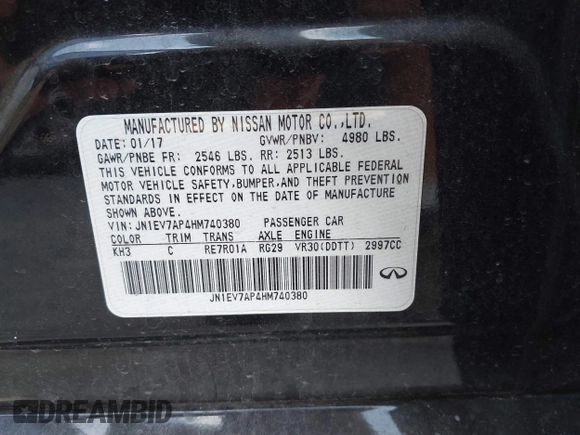 MANUFACTURED BY NISSAN MOTOR CO.,LTD.
DATE: 01/17 GVWR/PNBV: 4980 LBS.
GAWR/PNBE FR: 2546 LBS. RR: 2513 LBS.
THIS VEHICLE CONFORMS TO ALL APPLICABLE FEDERAL
MOTOR VEHICLE SAFETY,BUMPER,AND THEFT PREVENTION
STANDARDS IN EFFECT ON THE DATE OF MANUFACTURE
SHOWN ABOVE.
VIN: JN1EV7AP4HM740380 PASSENGER CAR
COLOR TRIM TRANS AXLE ENGINE
KH3 C RE7R01A RG29 VR30(DDTT) 2997CC
JN1EV7AP4HM740380
DREAMBID